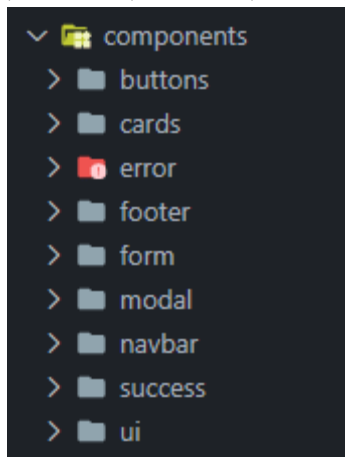 components
buttons
cards
error
footer
form
modal
navbar
success
ui